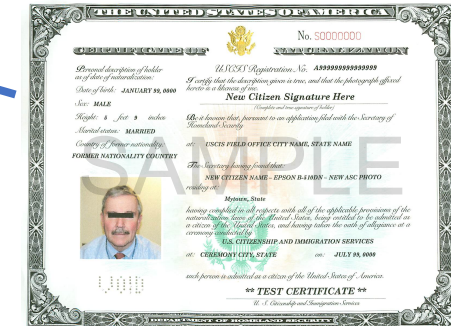 THE UNITED STATES OF AMERICA
No. S0000000
CERTIFICATE OF NATURALIZATION
Personal description of holder
as of date of naturalization:
Date of birth: JANUARY 99, 0000
Sex: MALE
Height: 5 feet 9 inches
Marital status: MARRIED
Country of former nationality:
FORMER NATIONALITY COUNTRY
USCIS Registration No. A999999999999999
I certify that the description given is true, and that the photograph affixed
hereto is a likeness of me.
New Citizen Signature Here
(Complete and true signature of holder)
Be it known that, pursuant to an application filed with the Secretary of
Homeland Security
at: USCIS FIELD OFFICE CITY NAME, STATE NAME
The Secretary having found that:
NEW CITIZEN NAME - EPSON B-510DN - NEW ASC PHOTO
residing at
Mytown, State
having complied in all respects with all of the applicable provisions of the
naturalization laws of the United States, being entitled to be admitted as
a citizen of the United States, and having taken the oath of allegiance at a
ceremony conducted by
U.S. CITIZENSHIP AND IMMIGRATION SERVICES
at: CEREMONY CITY, STATE on: JULY 99, 0000
such person is admitted as a citizen of the United States of America.
** TEST CERTIFICATE **
U. S. Citizenship and Immigration Services
DEPARTMENT OF HOMELAND SECURITY
SAMPLE
VOID